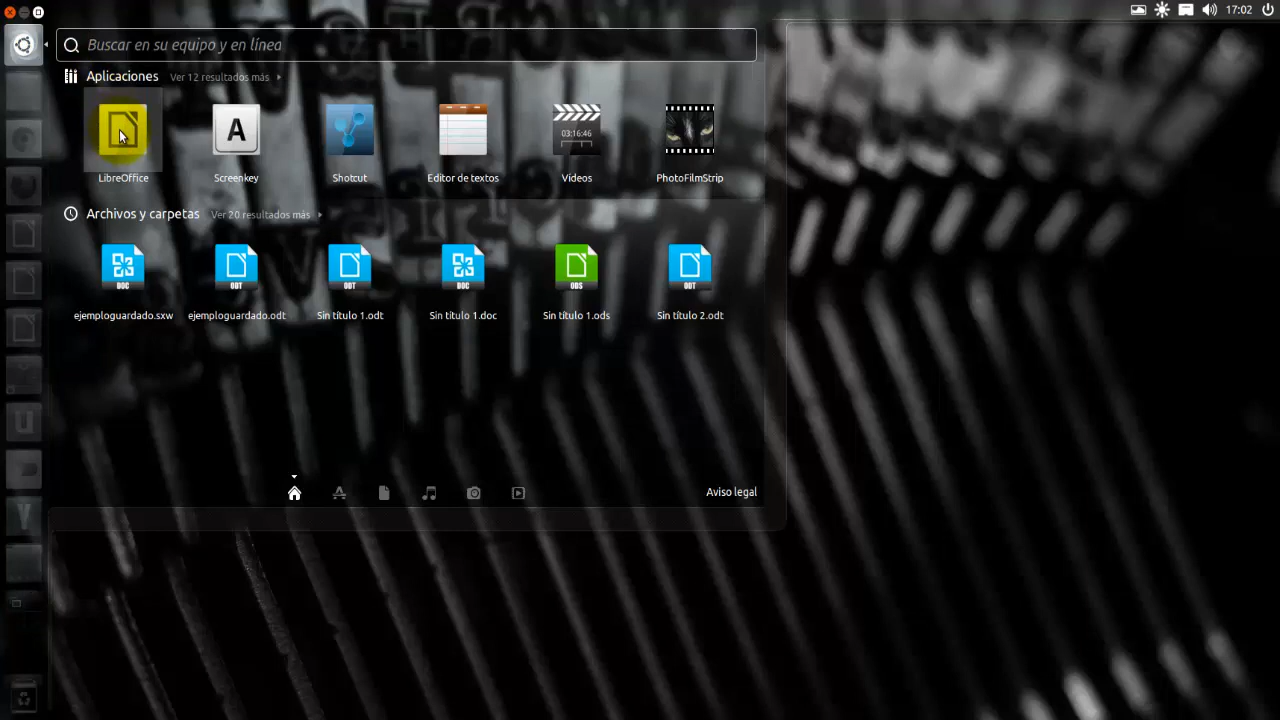 17:02
Buscar en su equipo y en línea
Aplicaciones Ver 12 resultados más
A
03:16:46
LibreOffice Screenkey Shotcut Editor de textos Vídeos PhotoFilmStrip
Archivos y carpetas Ver 20 resultados más
DOC ODT ODT DOC ODS ODT
ejemploguardado.sxw ejemploguardado.odt Sin título 1.odt Sin título 1.doc Sin título 1.ods Sin título 2.odt
Aviso legal